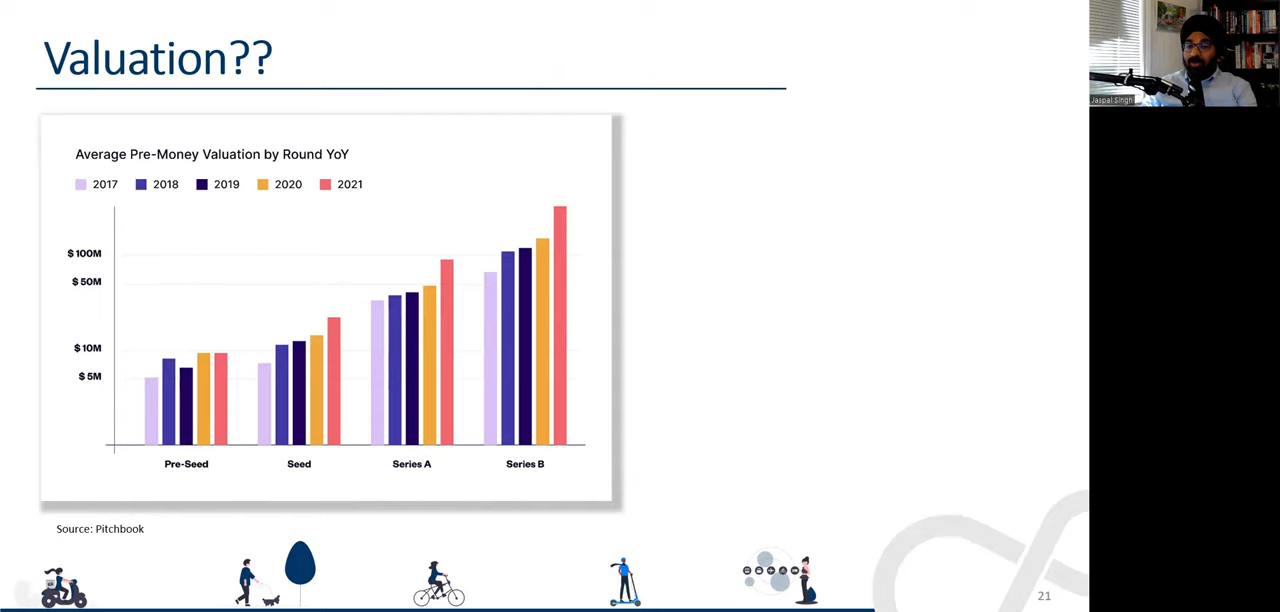 Valuation??
Jaspal Singh
Average Pre-Money Valuation by Round YoY
2017 2018 2019 2020 2021
$ 100M
$ 50M
$ 10M
$ 5M
Pre-Seed Seed Series A Series B
Source: Pitchbook
21